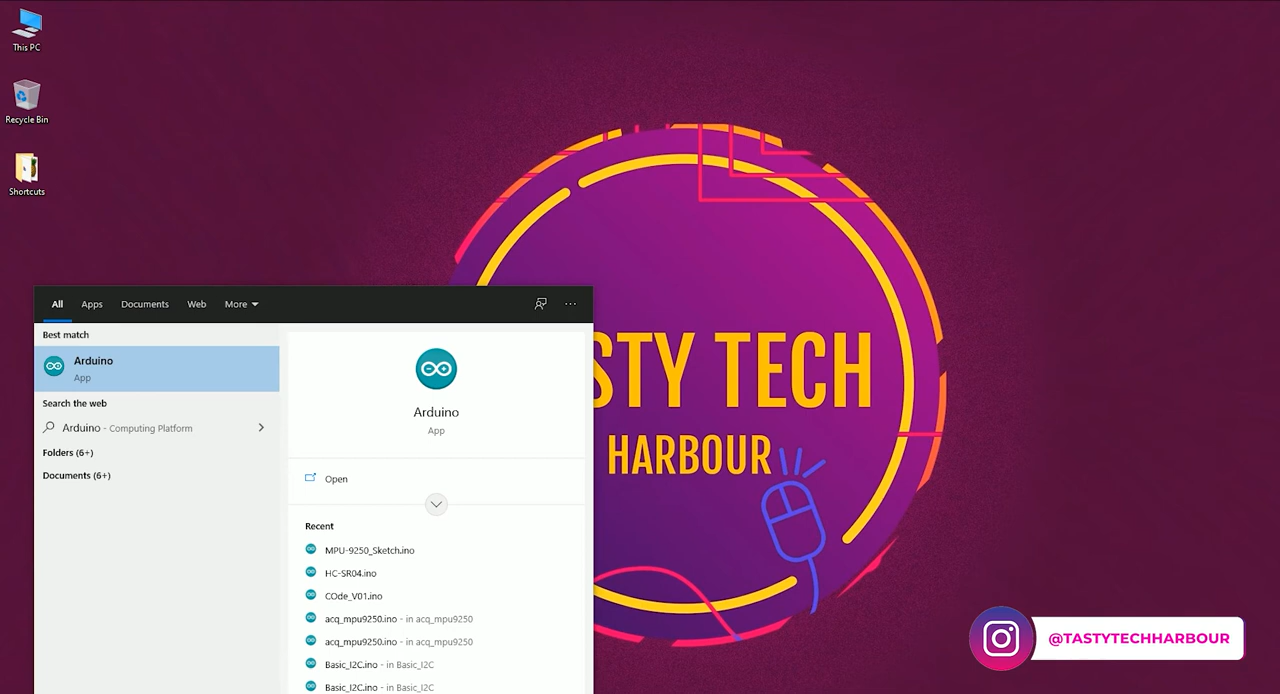 This PC
Recycle Bin
Shortcuts
All Apps Documents Web More
Best match
Arduino
App
Search the web
Arduino - Computing Platform
Folders (6+)
Documents (6+)
Arduino
App
Open
Recent
MPU-9250_Sketch.ino
HC-SR04.ino
COde_V01.ino
acq_mpu9250.ino - in acq_mpu9250
acq_mpu9250.ino - in acq_mpu9250
Basic_I2C.ino - in Basic_I2C
Basic_I2C.ino - in Basic_I2C
STY TECH
HARBOUR
@TASTYTECHHARBOUR